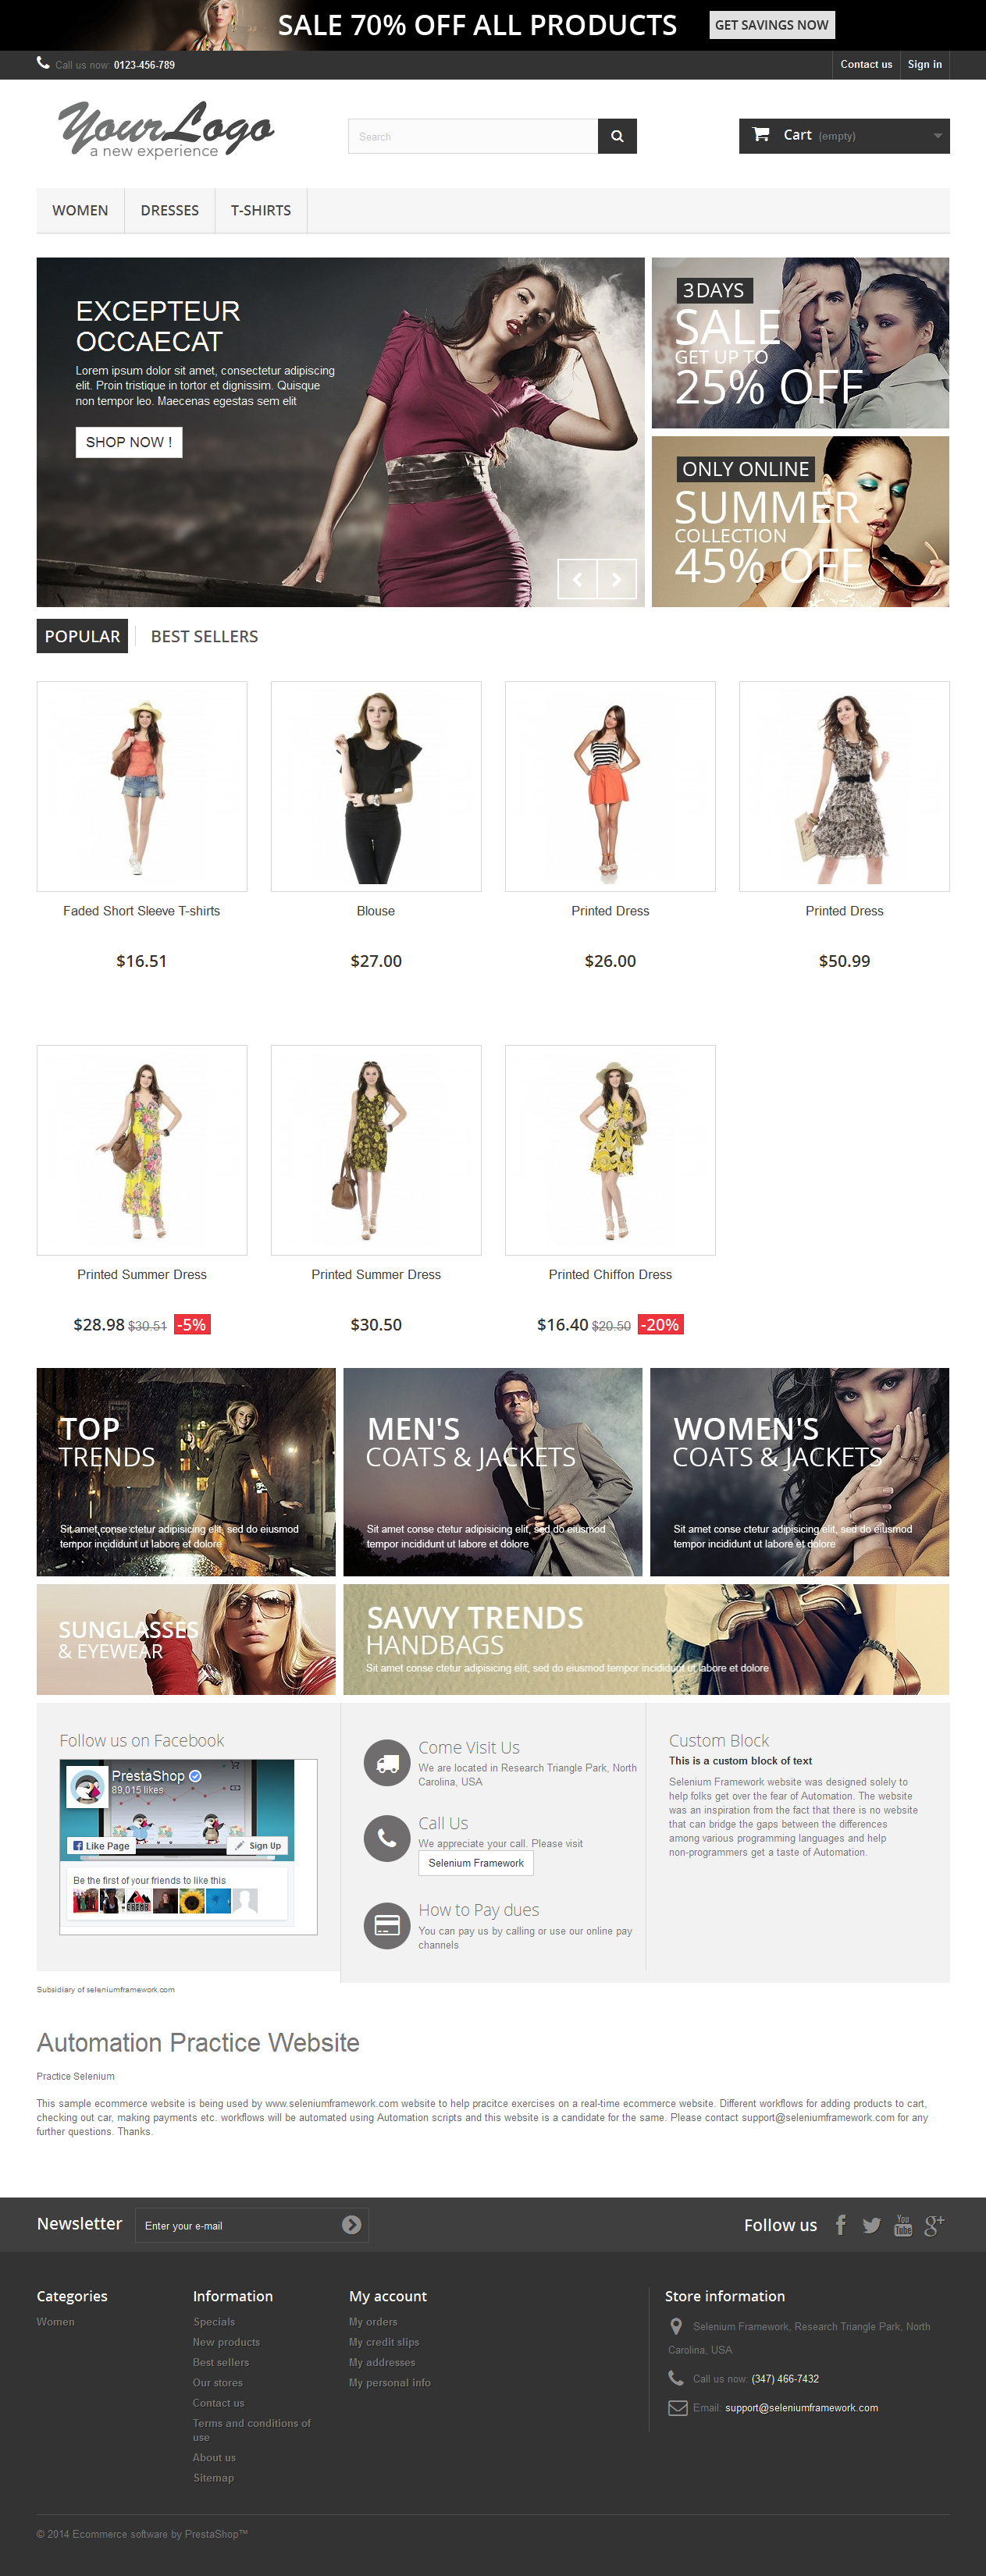 SALE 70% OFF ALL PRODUCTS GET SAVINGS NOW
Call us now: 0123-456-789 Contact us Sign in
YourLogo
a new experience
Search
Cart (empty)
WOMEN DRESSES T-SHIRTS
EXCEPTEUR
OCCAECAT
Lorem ipsum dolor sit amet, consectetur adipiscing
elit. Proin tristique in tortor et dignissim. Quisque
non tempor leo. Maecenas egestas sem elit
SHOP NOW !
3 DAYS
SALE
GET UP TO
25% OFF
ONLY ONLINE
SUMMER
COLLECTION
45% OFF
POPULAR BEST SELLERS
Faded Short Sleeve T-shirts Blouse Printed Dress Printed Dress
$16.51 $27.00 $26.00 $50.99
Printed Summer Dress Printed Summer Dress Printed Chiffon Dress
$28.98 $30.51 -5% $30.50 $16.40 $20.50 -20%
TOP
TRENDS
Sit amet conse ctetur adipisicing elit, sed do eiusmod
tempor incididunt ut labore et dolore
MEN'S
COATS & JACKETS
Sit amet conse ctetur adipisicing elit, sed do eiusmod
tempor incididunt ut labore et dolore
WOMEN'S
COATS & JACKETS
Sit amet conse ctetur adipisicing elit, sed do eiusmod
tempor incididunt ut labore et dolore
SUNGLASSES
& EYEWEAR
SAVVY TRENDS
HANDBAGS
Sit amet conse ctetur adipisicing elit, sed do eiusmod tempor incididunt ut labore et dolore
Follow us on Facebook
PrestaShop
89,015 likes
Like Page Sign Up
Be the first of your friends to like this
Come Visit Us
We are located in Research Triangle Park, North
Carolina, USA
Call Us
We appreciate your call. Please visit
Selenium Framework
How to Pay dues
You can pay us by calling or use our online pay
channels
Custom Block
This is a custom block of text
Selenium Framework website was designed solely to
help folks get over the fear of Automation. The website
was an inspiration from the fact that there is no website
that can bridge the gaps between the differences
among various programming languages and help
non-programmers get a taste of Automation.
Subsidiary of seleniumframework.com
Automation Practice Website
Practice Selenium
This sample ecommerce website is being used by www.seleniumframework.com website to help pracitce exercises on a real-time ecommerce website. Different workflows for adding products to cart,
checking out car, making payments etc. workflows will be automated using Automation scripts and this website is a candidate for the same. Please contact support@seleniumframework.com for any
further questions. Thanks.
Newsletter Enter your e-mail
Follow us
You
Tube
Categories
Women
Information
Specials
New products
Best sellers
Our stores
Contact us
Terms and conditions of
use
About us
Sitemap
My account
My orders
My credit slips
My addresses
My personal info
Store information
Selenium Framework, Research Triangle Park, North
Carolina, USA
Call us now: (347) 466-7432
Email: support@seleniumframework.com
© 2014 Ecommerce software by PrestaShop™